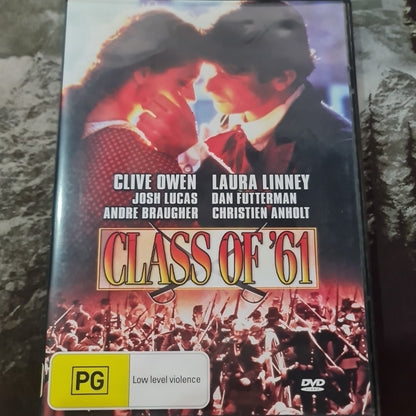 CLIVE OWEN LAURA LINNEY
JOSH LUCAS DAN FUTTERMAN
ANDRE BRAUGHER CHRISTIEN ANHOLT
CLASS OF '61
PG Low level violence
DVD